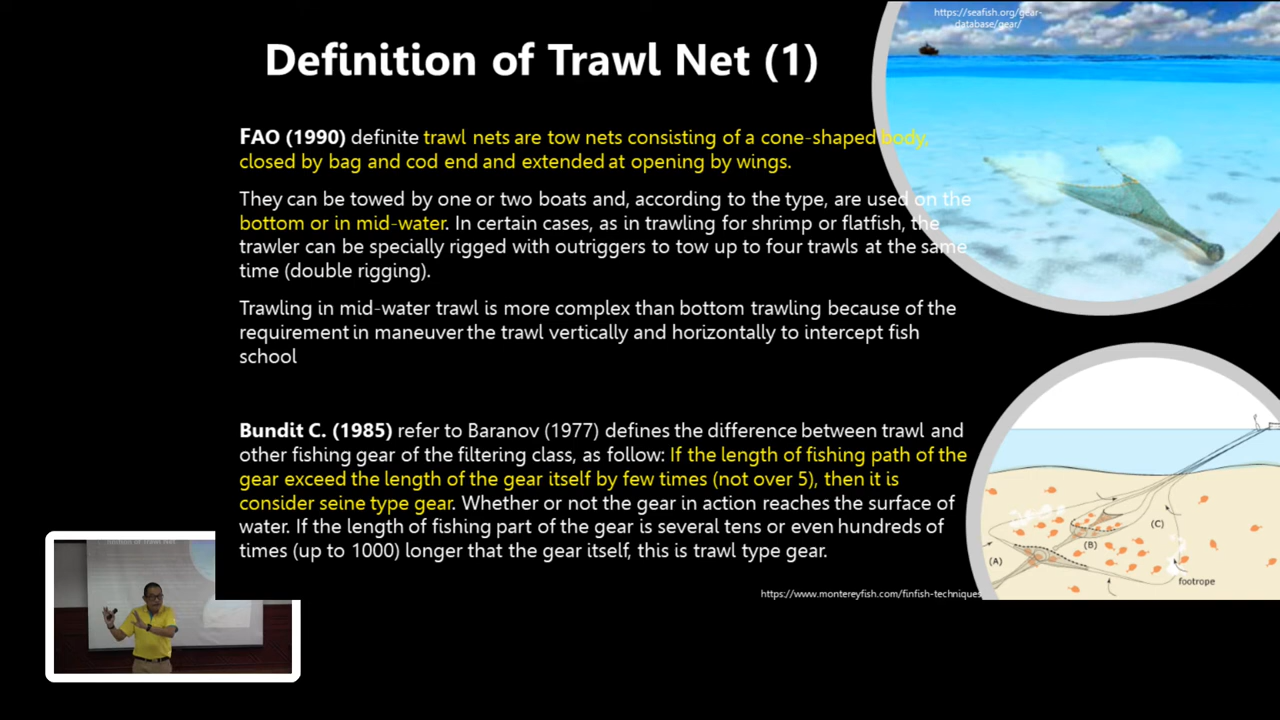 https://seafish.org/gear-
database/gear/
Definition of Trawl Net (1)
FAO (1990) definite trawl nets are tow nets consisting of a cone-shaped body,
closed by bag and cod end and extended at opening by wings.
They can be towed by one or two boats and, according to the type, are used on the
bottom or in mid-water. In certain cases, as in trawling for shrimp or flatfish, the
trawler can be specially rigged with outriggers to tow up to four trawls at the same
time (double rigging).
Trawling in mid-water trawl is more complex than bottom trawling because of the
requirement in maneuver the trawl vertically and horizontally to intercept fish
school
Bundit C. (1985) refer to Baranov (1977) defines the difference between trawl and
other fishing gear of the filtering class, as follow: If the length of fishing path of the
gear exceed the length of the gear itself by few times (not over 5), then it is
consider seine type gear. Whether or not the gear in action reaches the surface of
water. If the length of fishing part of the gear is several tens or even hundreds of
times (up to 1000) longer that the gear itself, this is trawl type gear.
(C)
(B)
(A)
footrope
https://www.montereyfish.com/finfish-techniques